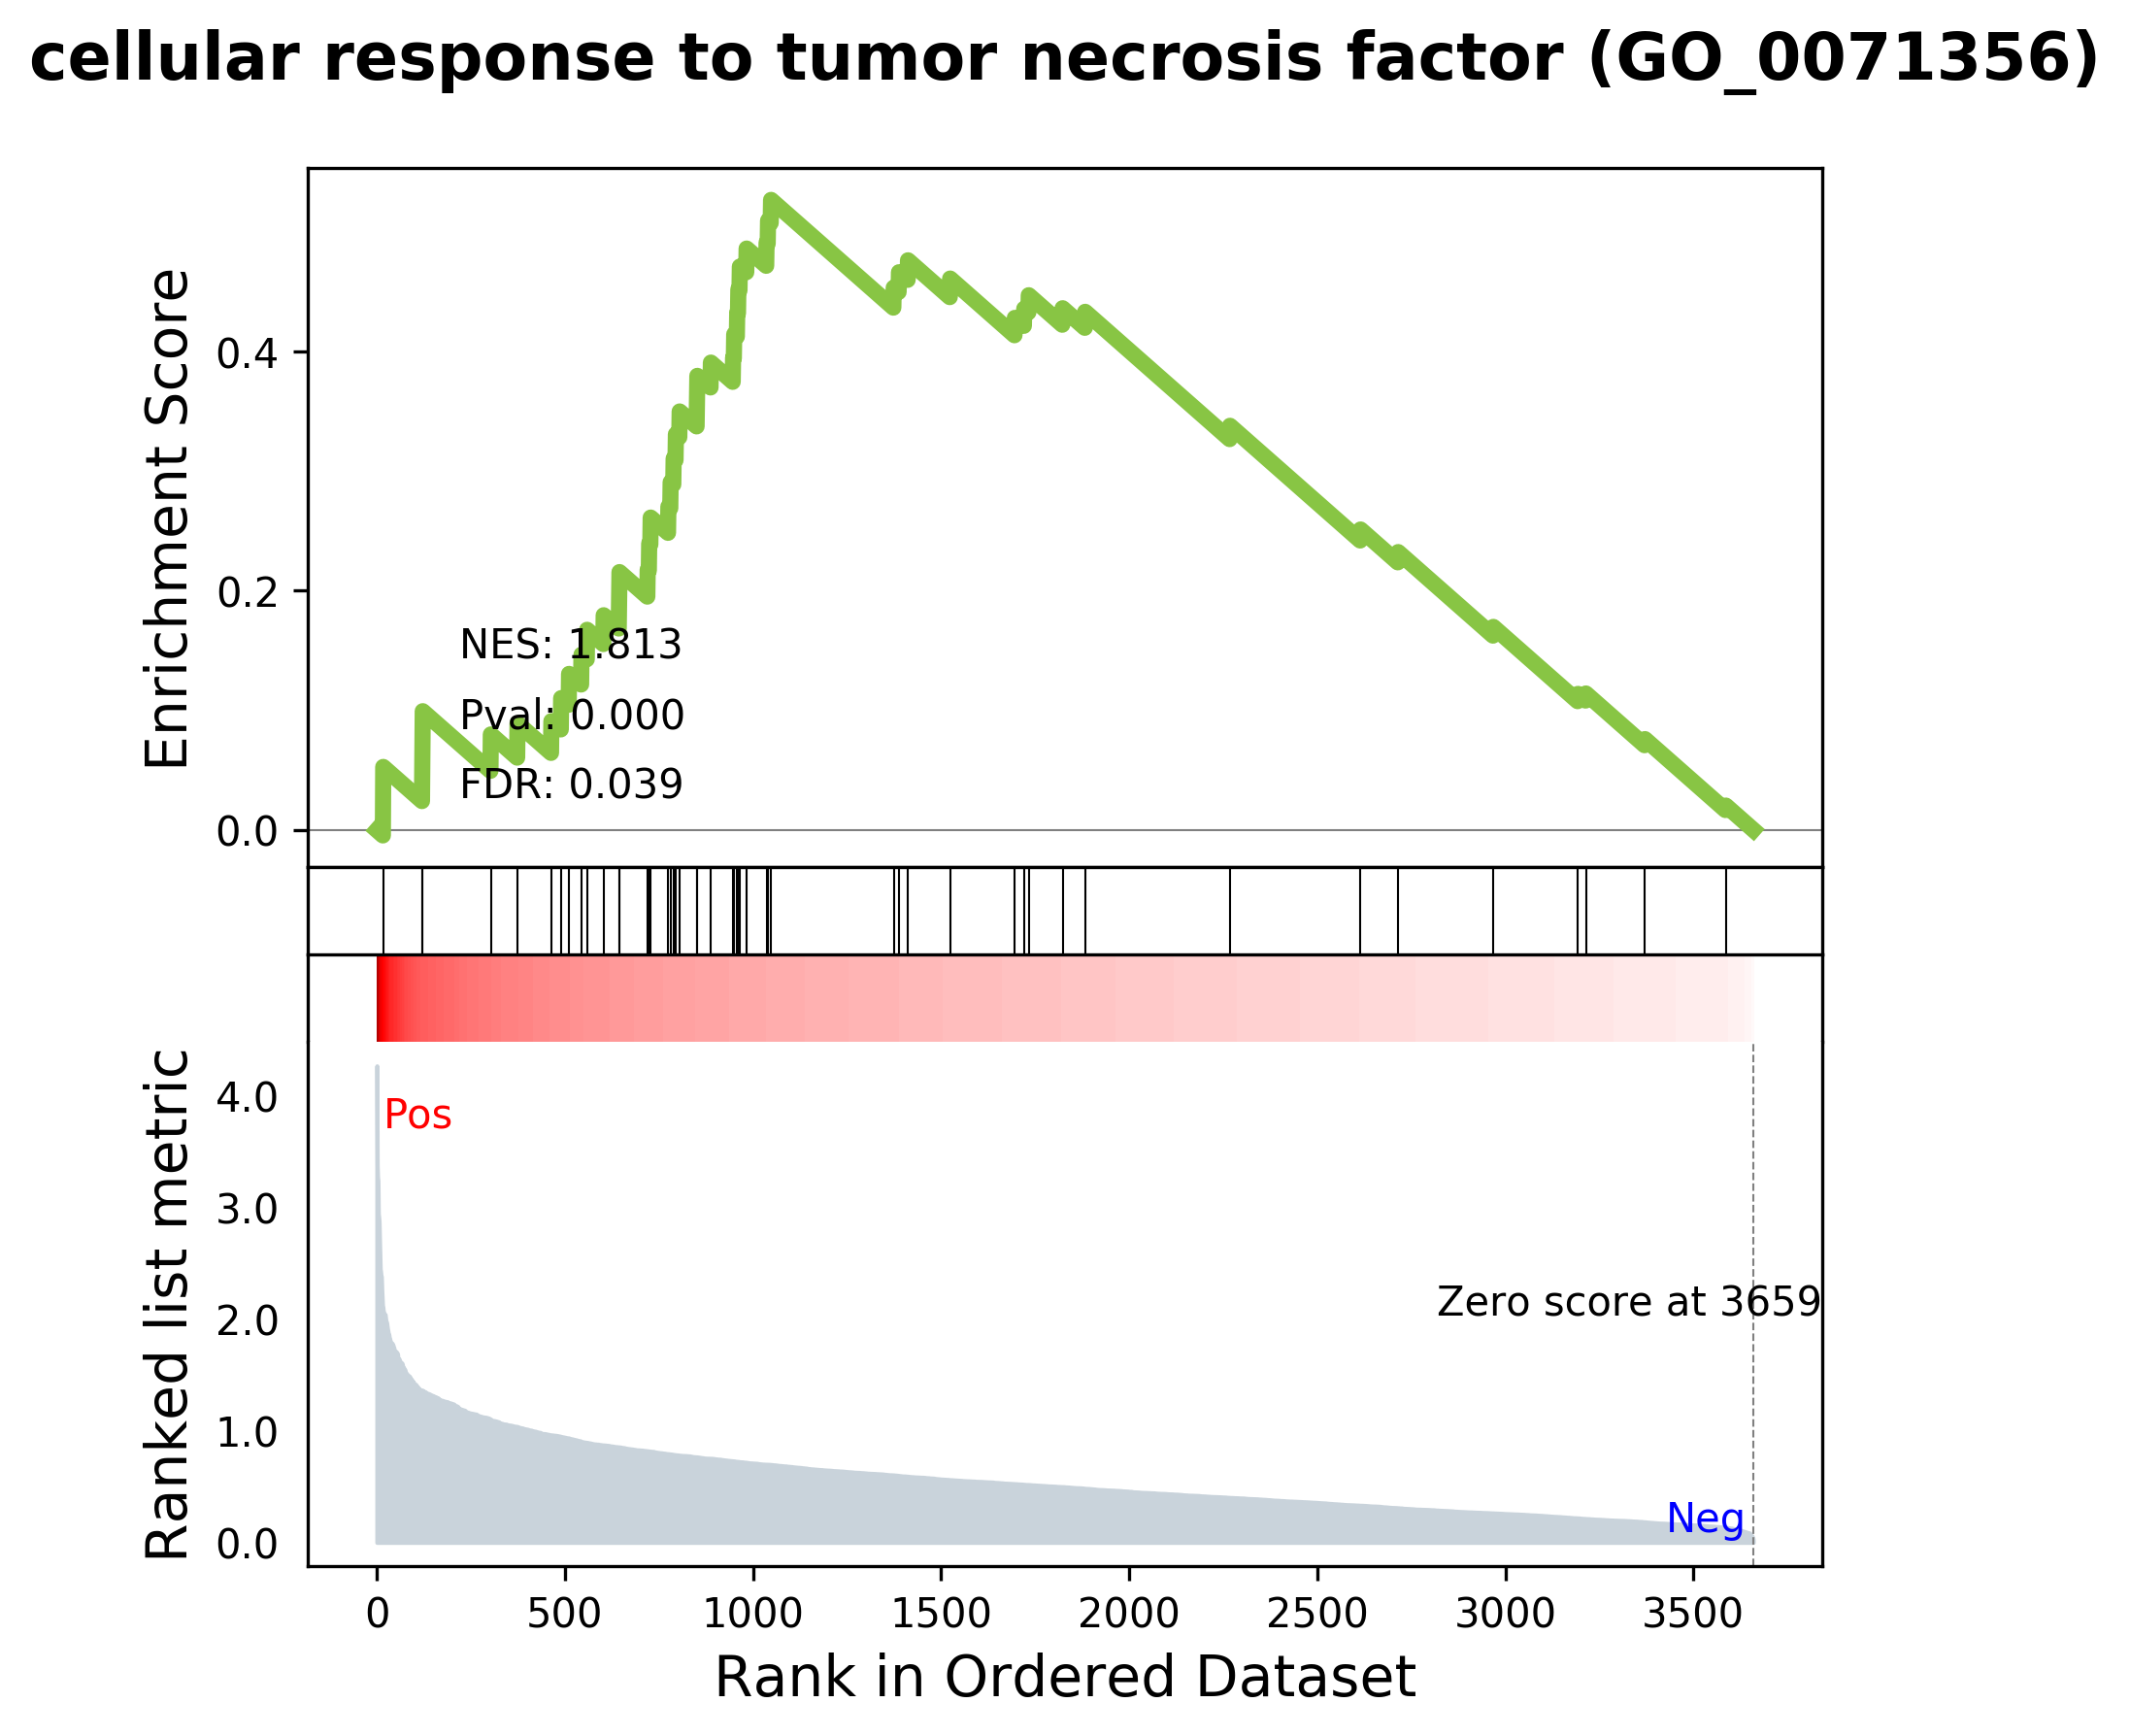 cellular response to tumor necrosis factor (GO_0071356)
Enrichment Score
0.4
0.2
0.0
NES: 1.813
Pval: 0.000
FDR: 0.039
Ranked list metric
4.0
3.0
2.0
1.0
0.0
Pos
Zero score at 3659
Neg
0 500 1000 1500 2000 2500 3000 3500
Rank in Ordered Dataset